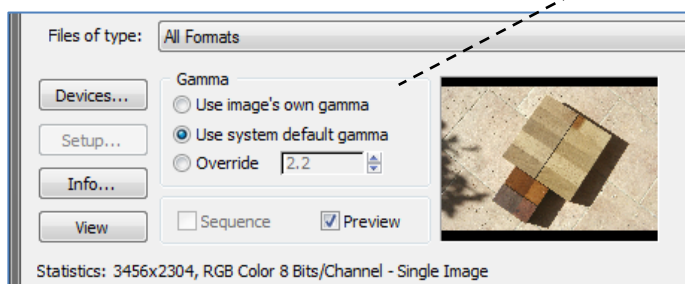 Files of type: All Formats
Gamma
Devices...
Use image's own gamma
Setup...
Use system default gamma
Override 2.2
Info...
Sequence Preview
View
Statistics: 3456x2304, RGB Color 8 Bits/Channel - Single Image